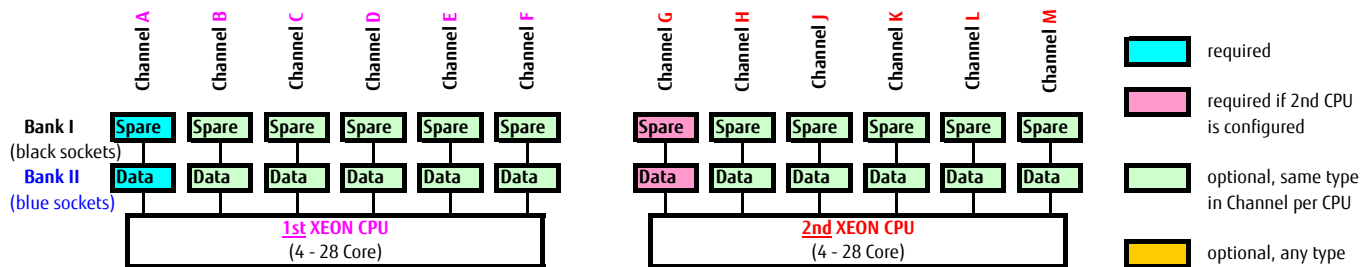 Channel A
Channel B
Channel C
Channel D
Channel E
Channel F
Channel G
Channel H
Channel J
Channel K
Channel L
Channel M
required
required if 2nd CPU
is configured
Bank I
(black sockets)
Spare Spare Spare Spare Spare Spare Spare Spare Spare Spare Spare Spare
Bank II
(blue sockets)
Data Data Data Data Data Data Data Data Data Data Data Data
optional, same type
in Channel per CPU
1st XEON CPU
(4 - 28 Core)
2nd XEON CPU
(4 - 28 Core)
optional, any type